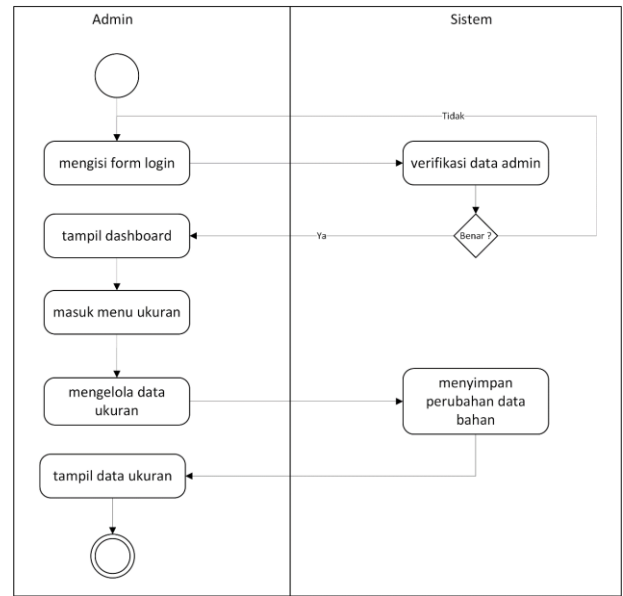 Admin
Sistem
Tidak
mengisi form login
verifikasi data admin
tampil dashboard
Ya
Benar ?
masuk menu ukuran
mengelola data
ukuran
menyimpan
perubahan data
bahan
tampil data ukuran